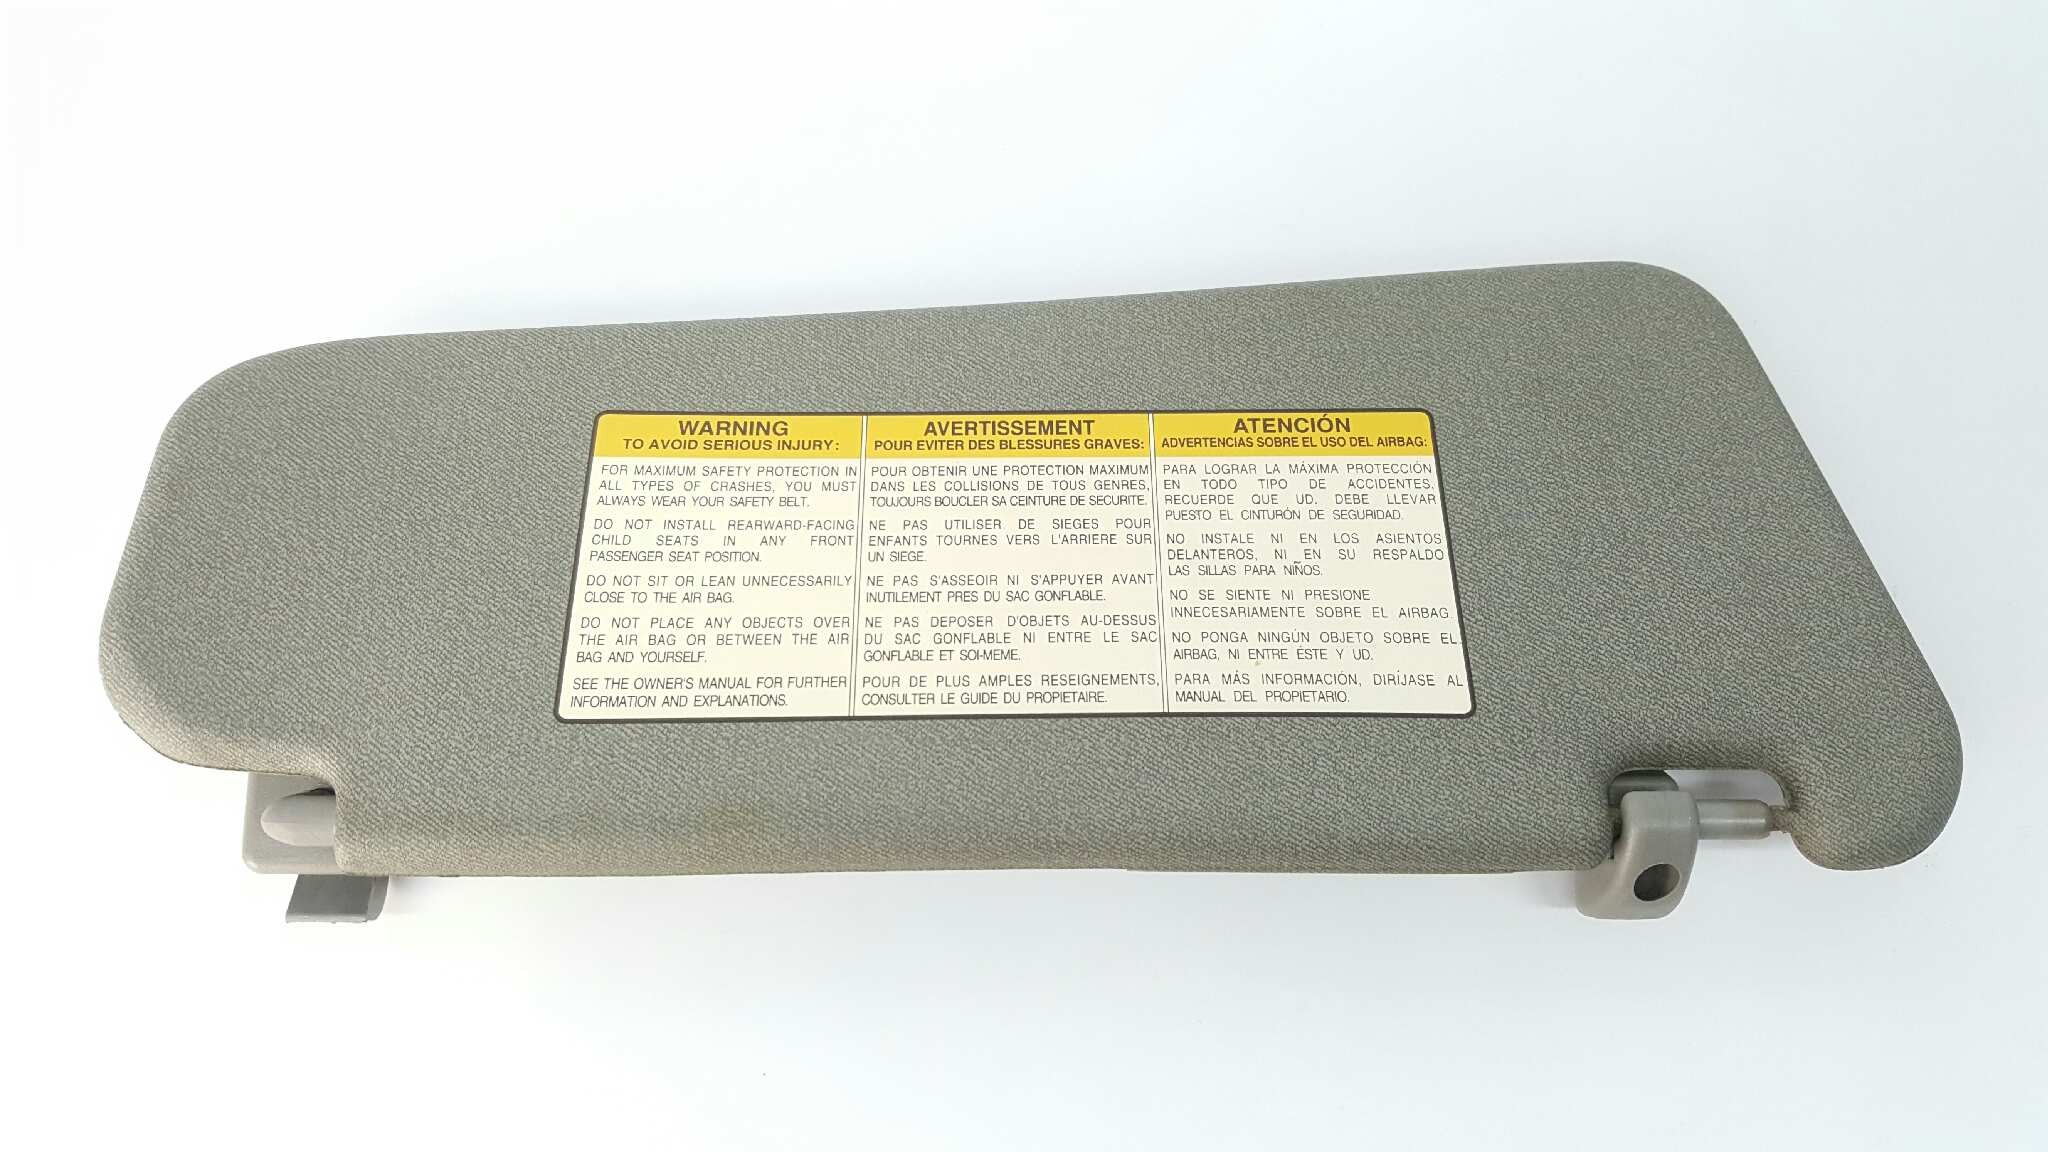 WARNING
TO AVOID SERIOUS INJURY:
FOR MAXIMUM SAFETY PROTECTION IN
ALL TYPES OF CRASHES, YOU MUST
ALWAYS WEAR YOUR SAFETY BELT.
DO NOT INSTALL REARWARD-FACING
CHILD SEATS IN ANY FRONT
PASSENGER SEAT POSITION.
DO NOT SIT OR LEAN UNNECESSARILY
CLOSE TO THE AIR BAG.
DO NOT PLACE ANY OBJECTS OVER
THE AIR BAG OR BETWEEN THE AIR
BAG AND YOURSELF.
SEE THE OWNER'S MANUAL FOR FURTHER
INFORMATION AND EXPLANATIONS.
AVERTISSEMENT
POUR EVITER DES BLESSURES GRAVES:
POUR OBTENIR UNE PROTECTION MAXIMUM
DANS LES COLLISIONS DE TOUS GENRES,
TOUJOURS BOUCLER SA CEINTURE DE SECURITE.
NE PAS UTILISER DE SIEGES POUR
ENFANTS TOURNES VERS L'ARRIERE SUR
UN SIEGE.
NE PAS S'ASSEOIR NI S'APPUYER AVANT
INUTILEMENT PRES DU SAC GONFLABLE.
NE PAS DEPOSER D'OBJETS AU-DESSUS
DU SAC GONFLABLE NI ENTRE LE SAC
GONFLABLE ET SOI-MEME.
POUR DE PLUS AMPLES RESEIGNEMENTS,
CONSULTER LE GUIDE DU PROPIETAIRE.
ATENCIÓN
ADVERTENCIAS SOBRE EL USO DEL AIRBAG:
PARA LOGRAR LA MÁXIMA PROTECCIÓN
EN TODO TIPO DE ACCIDENTES,
RECUERDE QUE UD. DEBE LLEVAR
PUESTO EL CINTURÓN DE SEGURIDAD.
NO INSTALE NI EN LOS ASIENTOS
DELANTEROS, NI EN SU RESPALDO
LAS SILLAS PARA NIÑOS.
NO SE SIENTE NI PRESIONE
INNECESARIAMENTE SOBRE EL AIRBAG.
NO PONGA NINGÚN OBJETO SOBRE EL
AIRBAG, NI ENTRE ÉSTE Y UD.
PARA MÁS INFORMACIÓN, DIRÍJASE AL
MANUAL DEL PROPIETARIO.